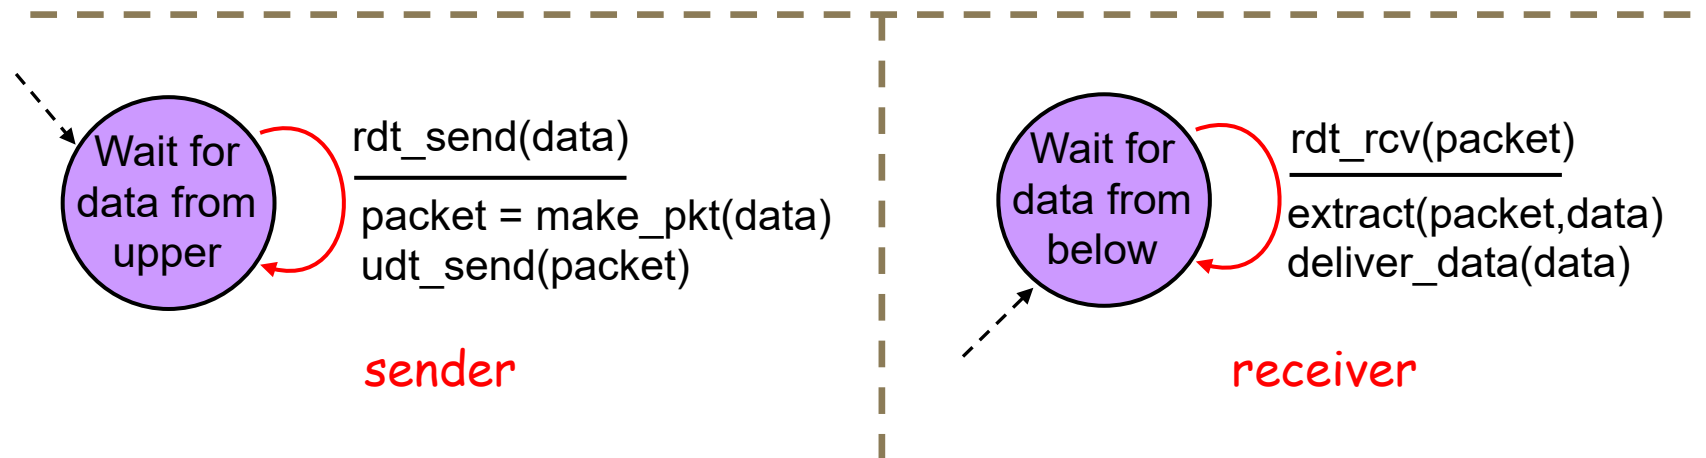 Wait for
data from
upper
rdt_send(data)
packet = make_pkt(data)
udt_send(packet)
sender
Wait for
data from
below
rdt_rcv(packet)
extract(packet,data)
deliver_data(data)
receiver